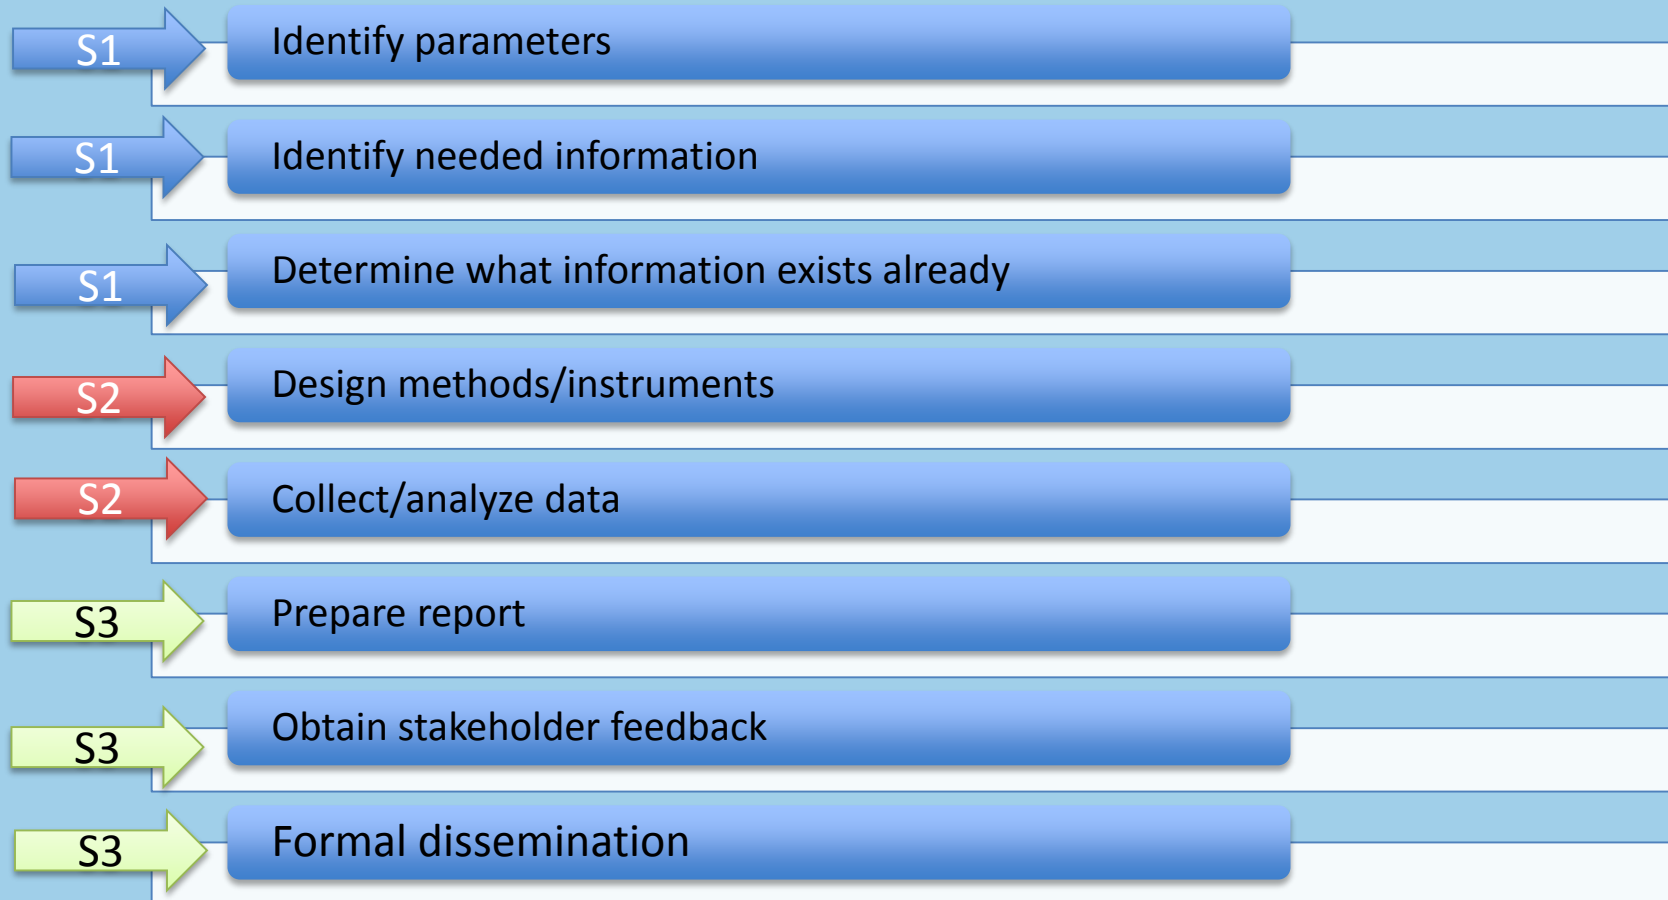 S1 Identify parameters
S1 Identify needed information
S1 Determine what information exists already
S2 Design methods/instruments
S2 Collect/analyze data
S3 Prepare report
S3 Obtain stakeholder feedback
S3 Formal dissemination